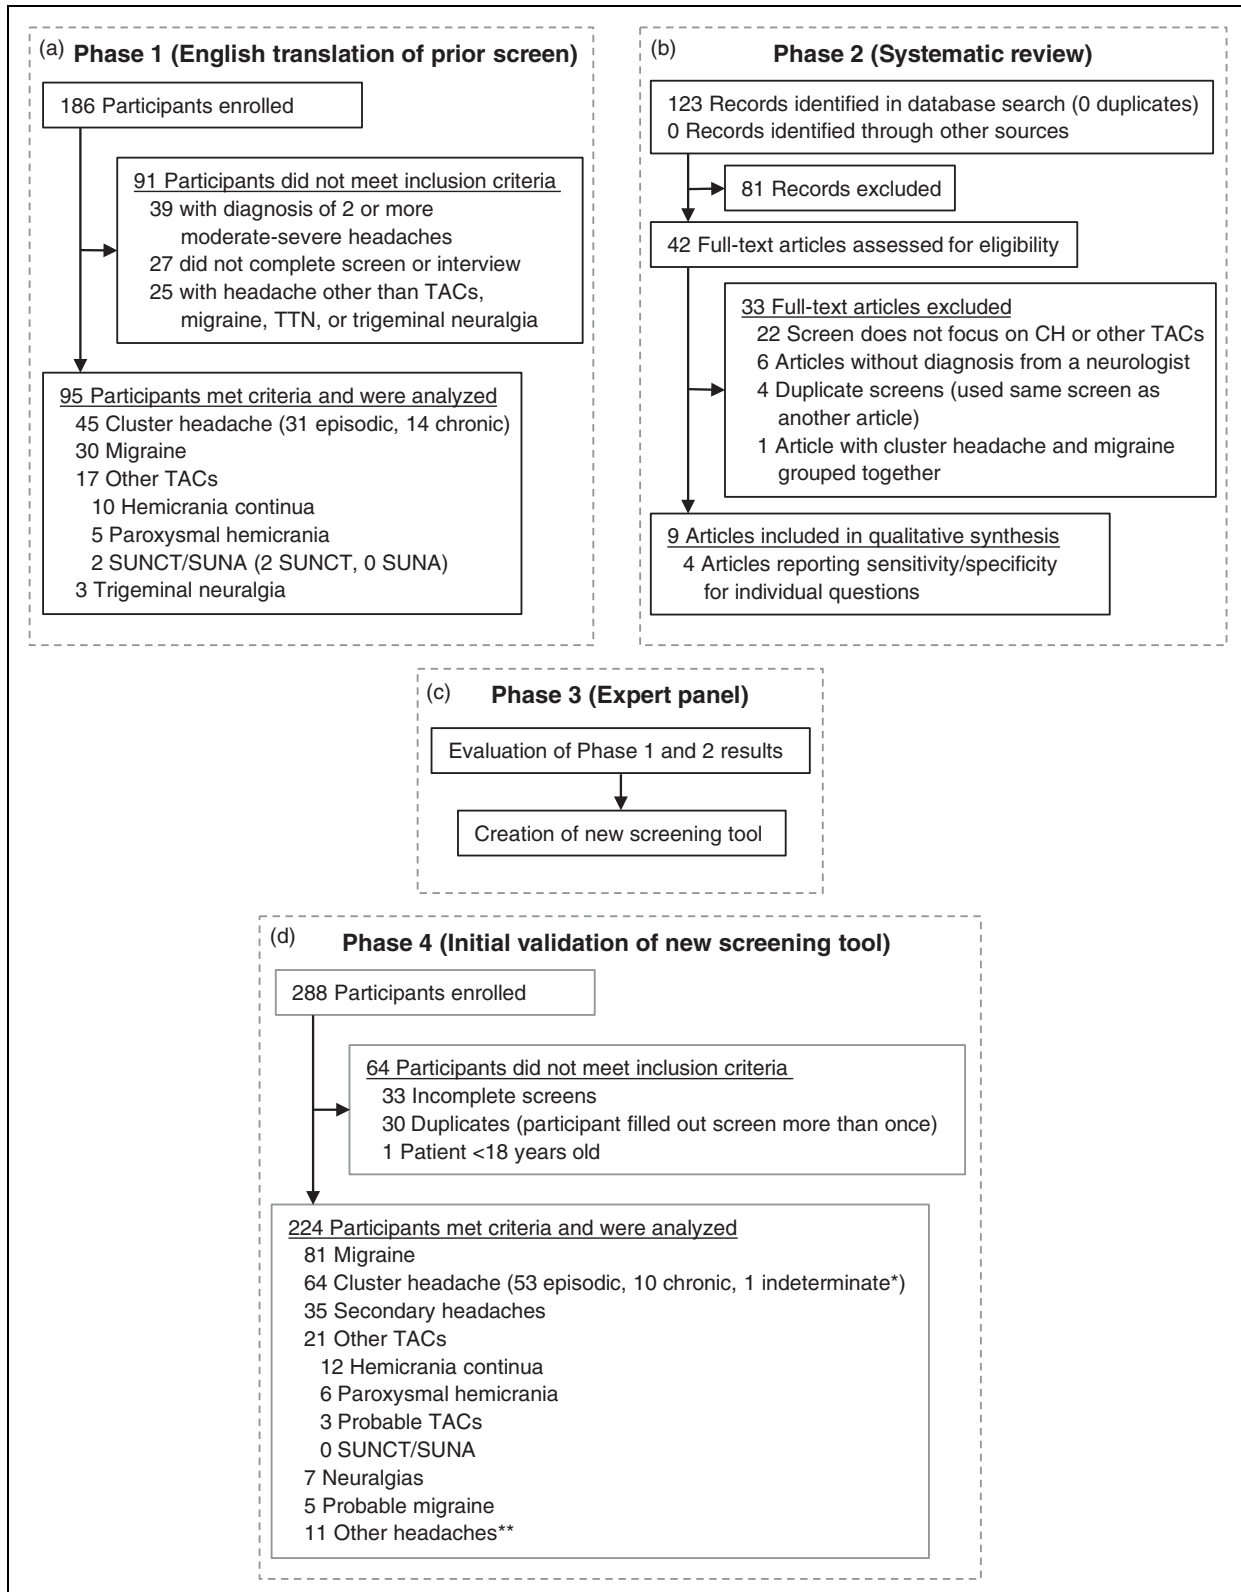 (a) Phase 1 (English translation of prior screen)
186 Participants enrolled
91 Participants did not meet inclusion criteria
39 with diagnosis of 2 or more
moderate-severe headaches
27 did not complete screen or interview
25 with headache other than TACs,
migraine, TTN, or trigeminal neuralgia
95 Participants met criteria and were analyzed
45 Cluster headache (31 episodic, 14 chronic)
30 Migraine
17 Other TACs
10 Hemicrania continua
5 Paroxysmal hemicrania
2 SUNCT/SUNA (2 SUNCT, 0 SUNA)
3 Trigeminal neuralgia
(b) Phase 2 (Systematic review)
123 Records identified in database search (0 duplicates)
0 Records identified through other sources
81 Records excluded
42 Full-text articles assessed for eligibility
33 Full-text articles excluded
22 Screen does not focus on CH or other TACs
6 Articles without diagnosis from a neurologist
4 Duplicate screens (used same screen as
another article)
1 Article with cluster headache and migraine
grouped together
9 Articles included in qualitative synthesis
4 Articles reporting sensitivity/specificity
for individual questions
(c) Phase 3 (Expert panel)
Evaluation of Phase 1 and 2 results
Creation of new screening tool
(d) Phase 4 (Initial validation of new screening tool)
288 Participants enrolled
64 Participants did not meet inclusion criteria
33 Incomplete screens
30 Duplicates (participant filled out screen more than once)
1 Patient <18 years old
224 Participants met criteria and were analyzed
81 Migraine
64 Cluster headache (53 episodic, 10 chronic, 1 indeterminate*)
35 Secondary headaches
21 Other TACs
12 Hemicrania continua
6 Paroxysmal hemicrania
3 Probable TACs
0 SUNCT/SUNA
7 Neuralgias
5 Probable migraine
11 Other headaches**